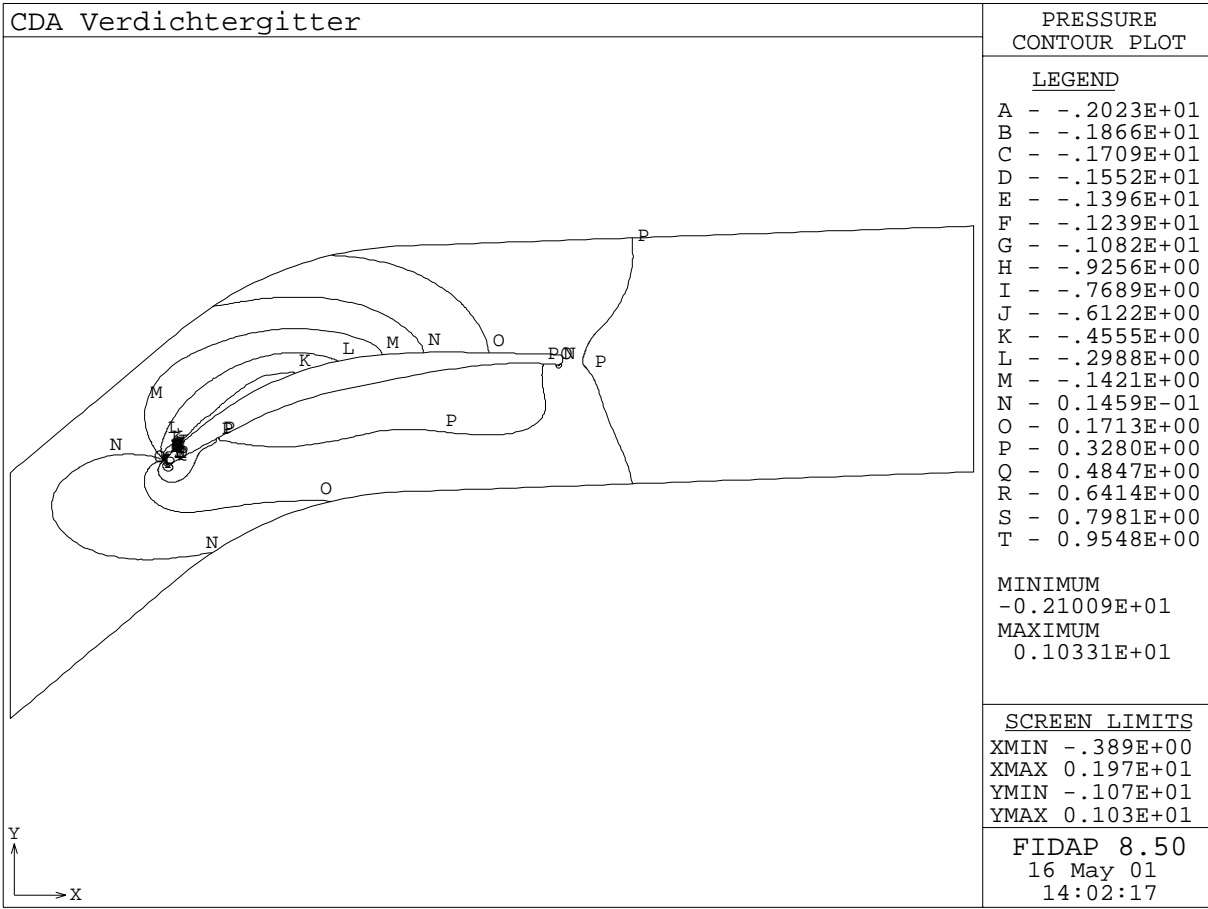 CDA Verdichtergitter
PRESSURE
CONTOUR PLOT
LEGEND
A - -.2023E+01
B - -.1866E+01
C - -.1709E+01
D - -.1552E+01
E - -.1396E+01
F - -.1239E+01
G - -.1082E+01
H - -.9256E+00
I - -.7689E+00
J - -.6122E+00
K - -.4555E+00
L - -.2988E+00
M - -.1421E+00
N - 0.1459E-01
O - 0.1713E+00
P - 0.3280E+00
Q - 0.4847E+00
R - 0.6414E+00
S - 0.7981E+00
T - 0.9548E+00
MINIMUM
-0.21009E+01
MAXIMUM
0.10331E+01
SCREEN LIMITS
XMIN -.389E+00
XMAX 0.197E+01
YMIN -.107E+01
YMAX 0.103E+01
FIDAP 8.50
16 May 01
14:02:17
P
K L M N O
P
M
L
N
P
O
N
Y
X